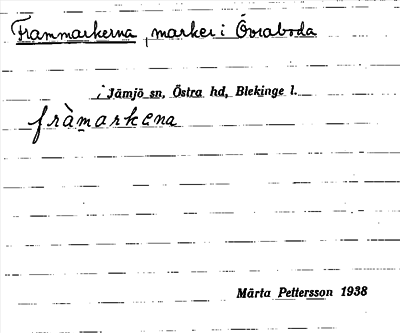 Frammarkerna, marker i Övraboda
i Jämjö sn, Östra hd, Blekinge l.
fràmarkena
Märta Pettersson 1938